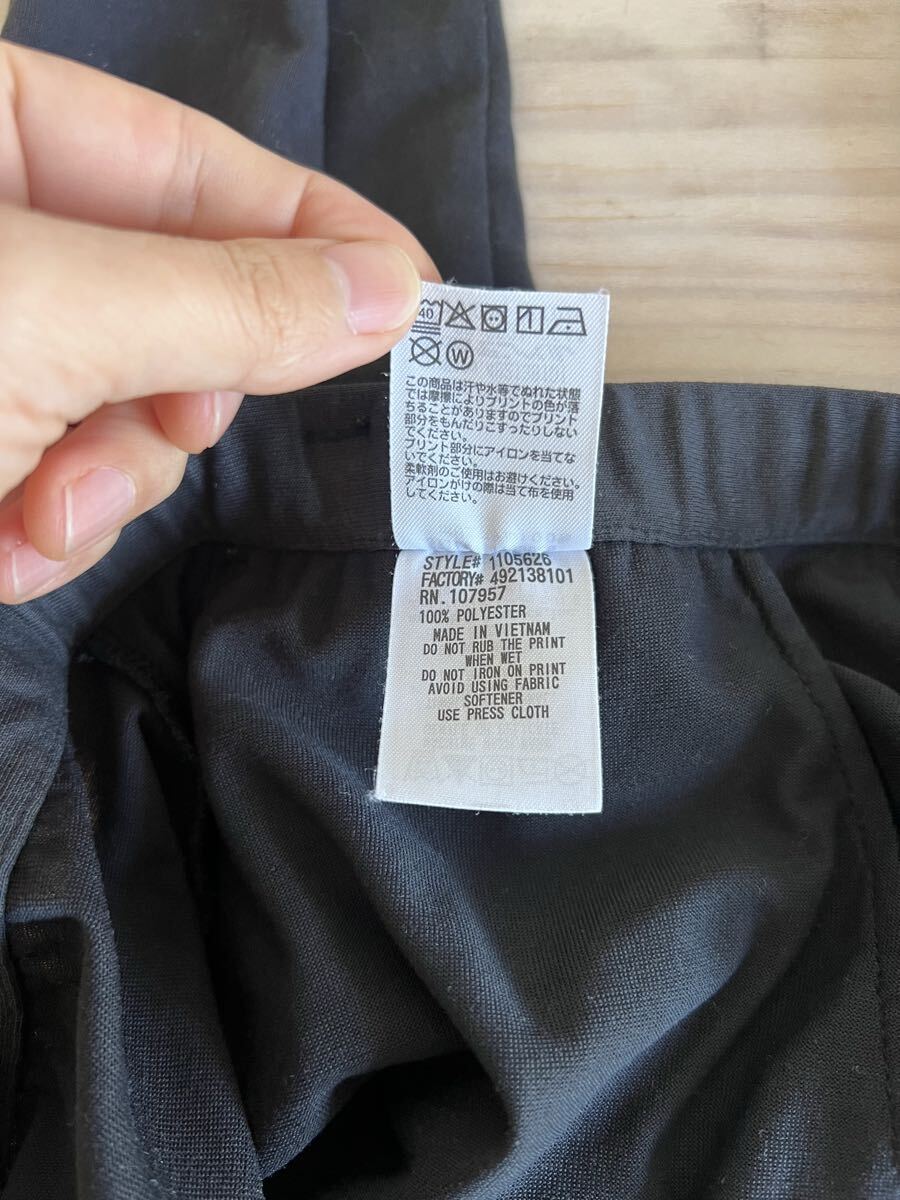 40
W
この商品は汗や水等でぬれた状態
では摩擦によりプリントの色が落
ちることがありますのでプリント
部分をもんだりこすったりしない
でください。
プリント部分にアイロンを当てな
いでください。
柔軟剤のご使用はお避けください。
アイロンがけの際は当て布を使用
してください。
STYLE# 1105626
FACTORY# 492138101
RN.107957
100% POLYESTER
MADE IN VIETNAM
DO NOT RUB THE PRINT
WHEN WET
DO NOT IRON ON PRINT
AVOID USING FABRIC
SOFTENER
USE PRESS CLOTH